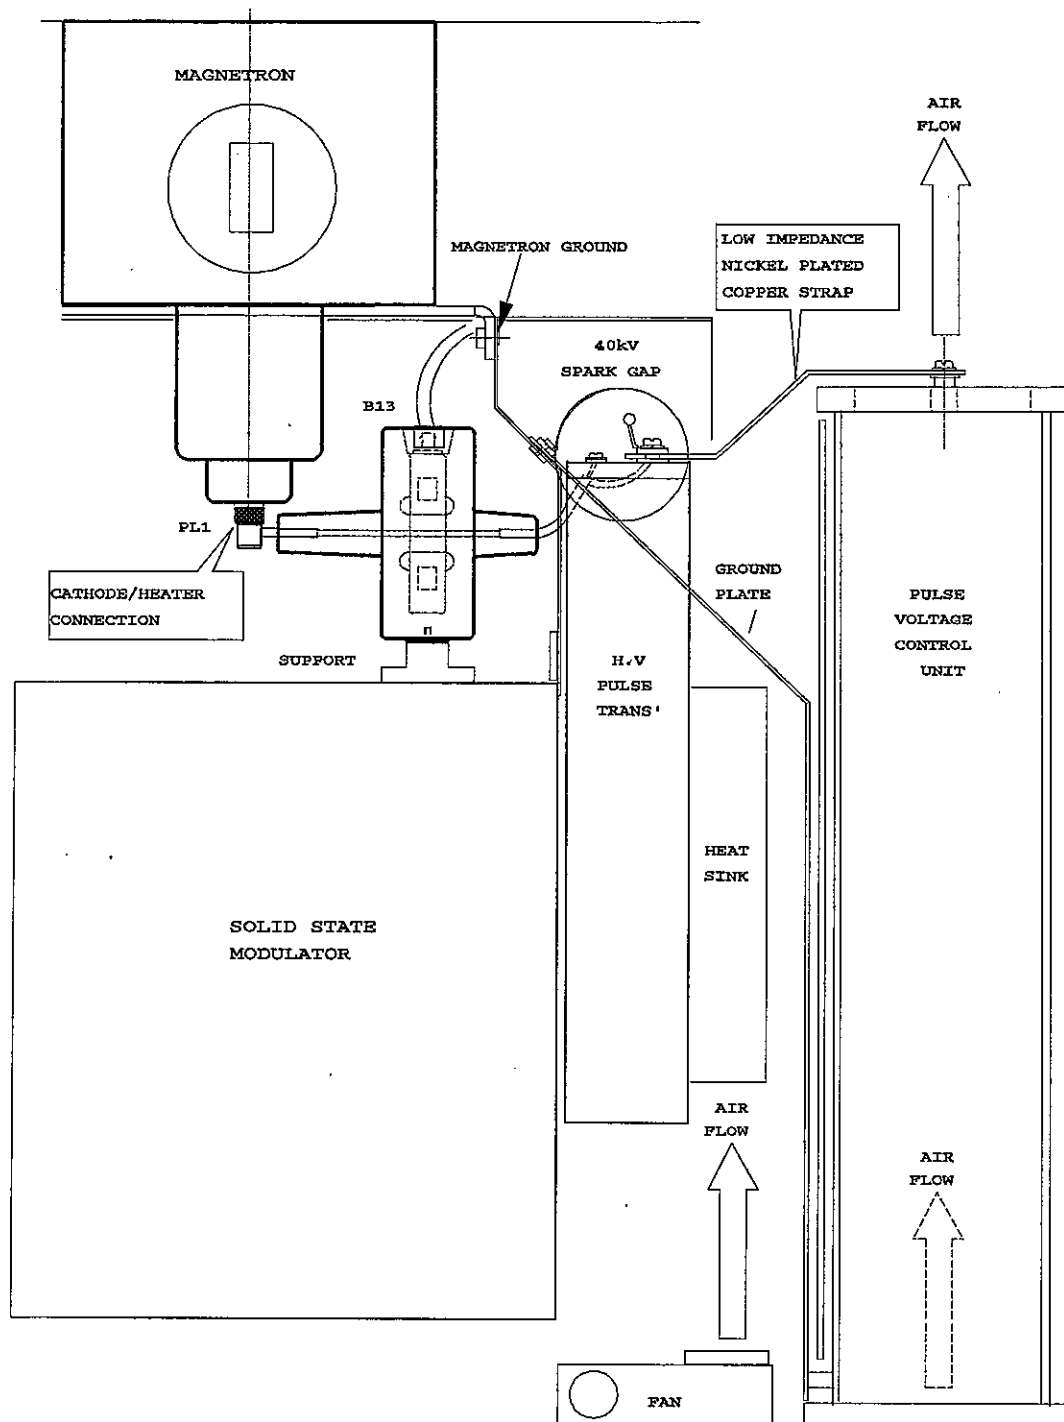 MAGNETRON
AIR
FLOW
MAGNETRON GROUND
LOW IMPEDANCE
NICKEL PLATED
COPPER STRAP
40kV
SPARK GAP
B13
PL1
CATHODE/HEATER
CONNECTION
GROUND
PLATE
PULSE
VOLTAGE
CONTROL
UNIT
SUPPORT
H.V
PULSE
TRANS'
HEAT
SINK
SOLID STATE
MODULATOR
AIR
FLOW
AIR
FLOW
FAN